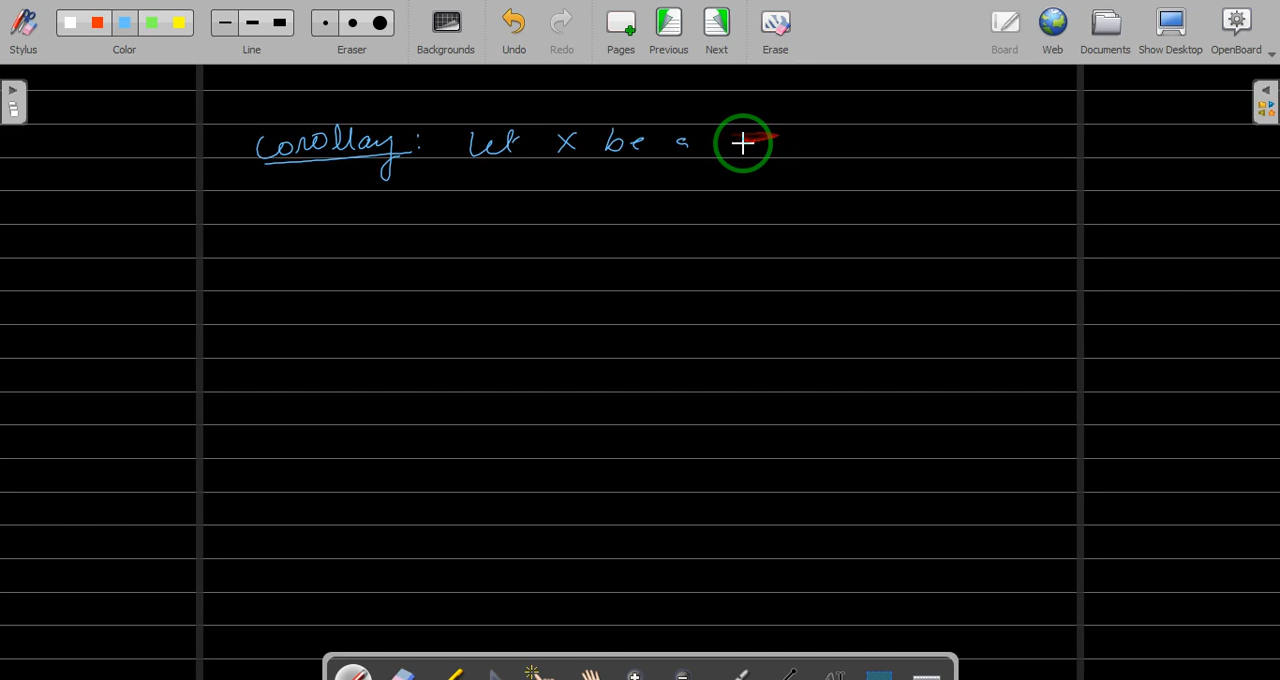 Stylus Color Line Eraser Backgrounds Undo Redo Pages Previous Next Erase Board Web Documents Show Desktop OpenBoard
Corollay: Let X be a